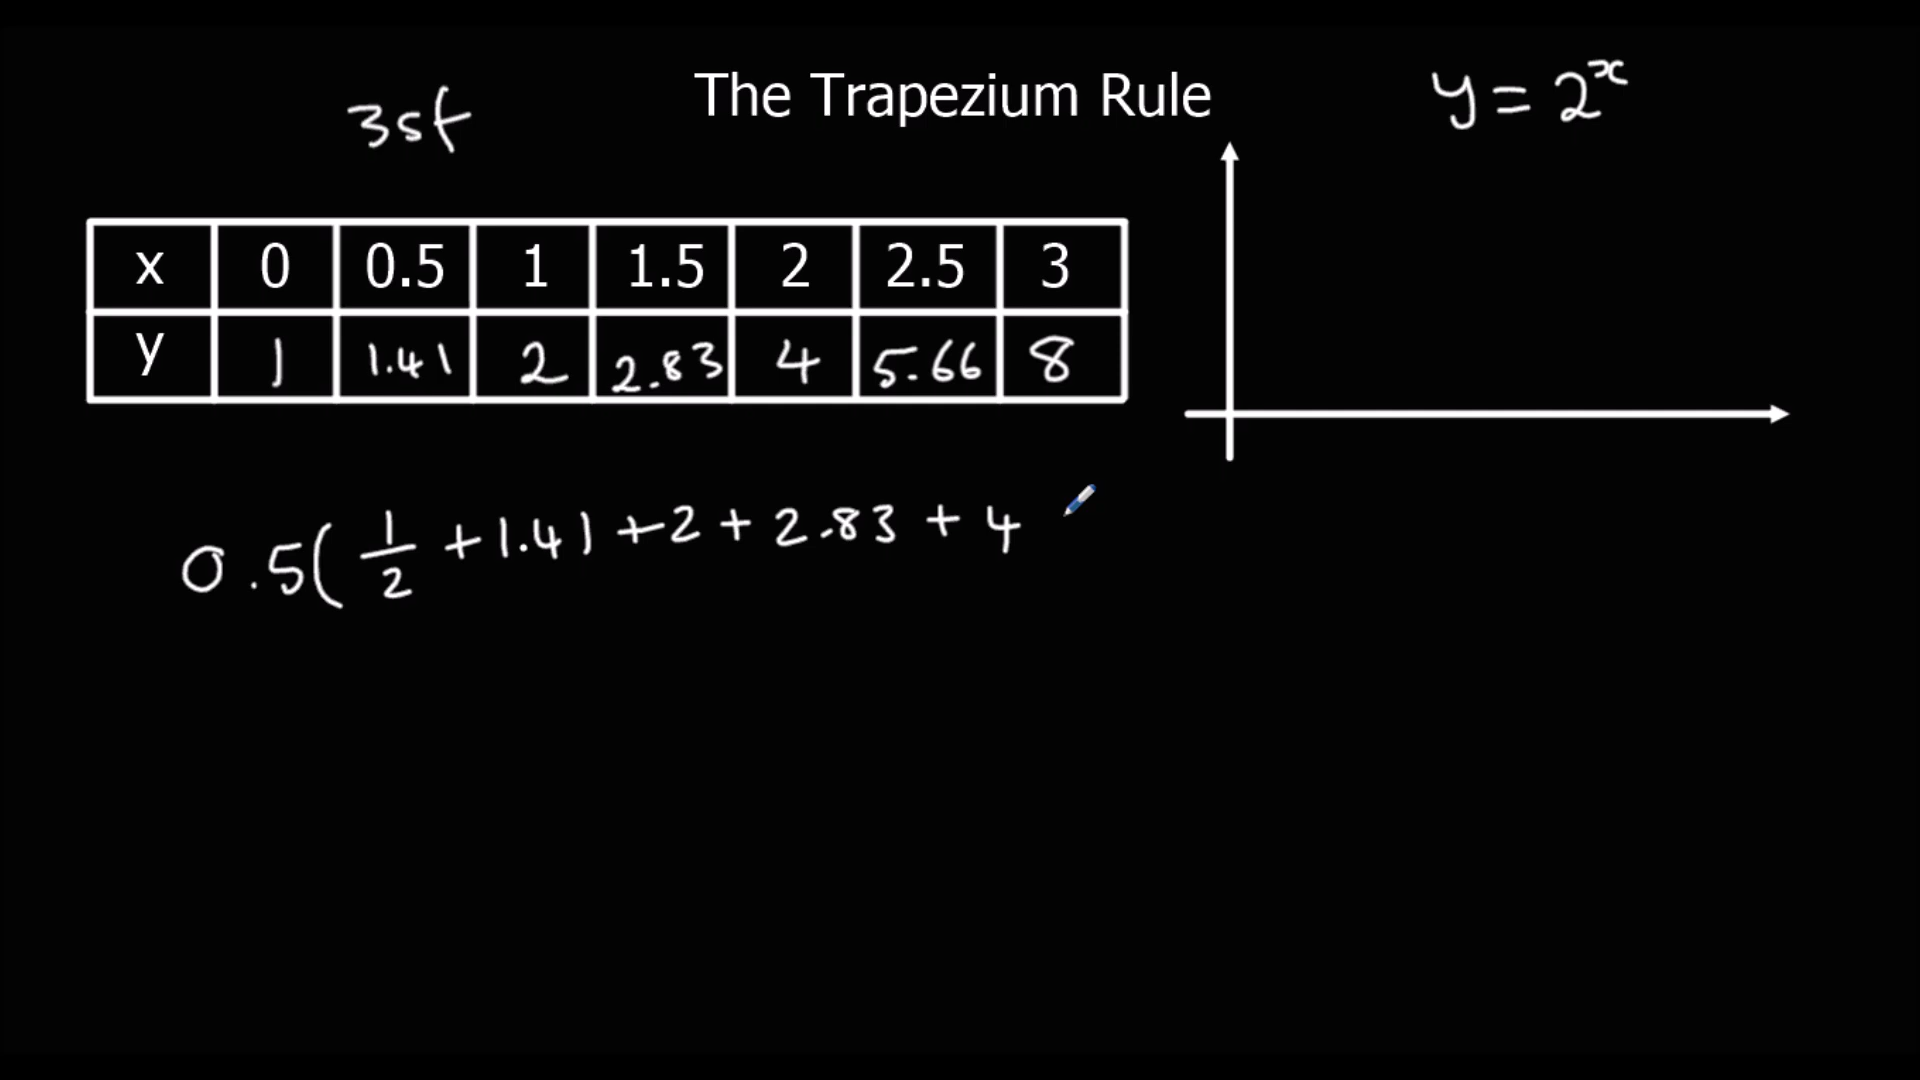 3sf The Trapezium Rule y = 2ˣ
x 0 0.5 1 1.5 2 2.5 3
y 1 1.41 2 2.83 4 5.66 8
0.5( 1/2 + 1.41 + 2 + 2.83 + 4